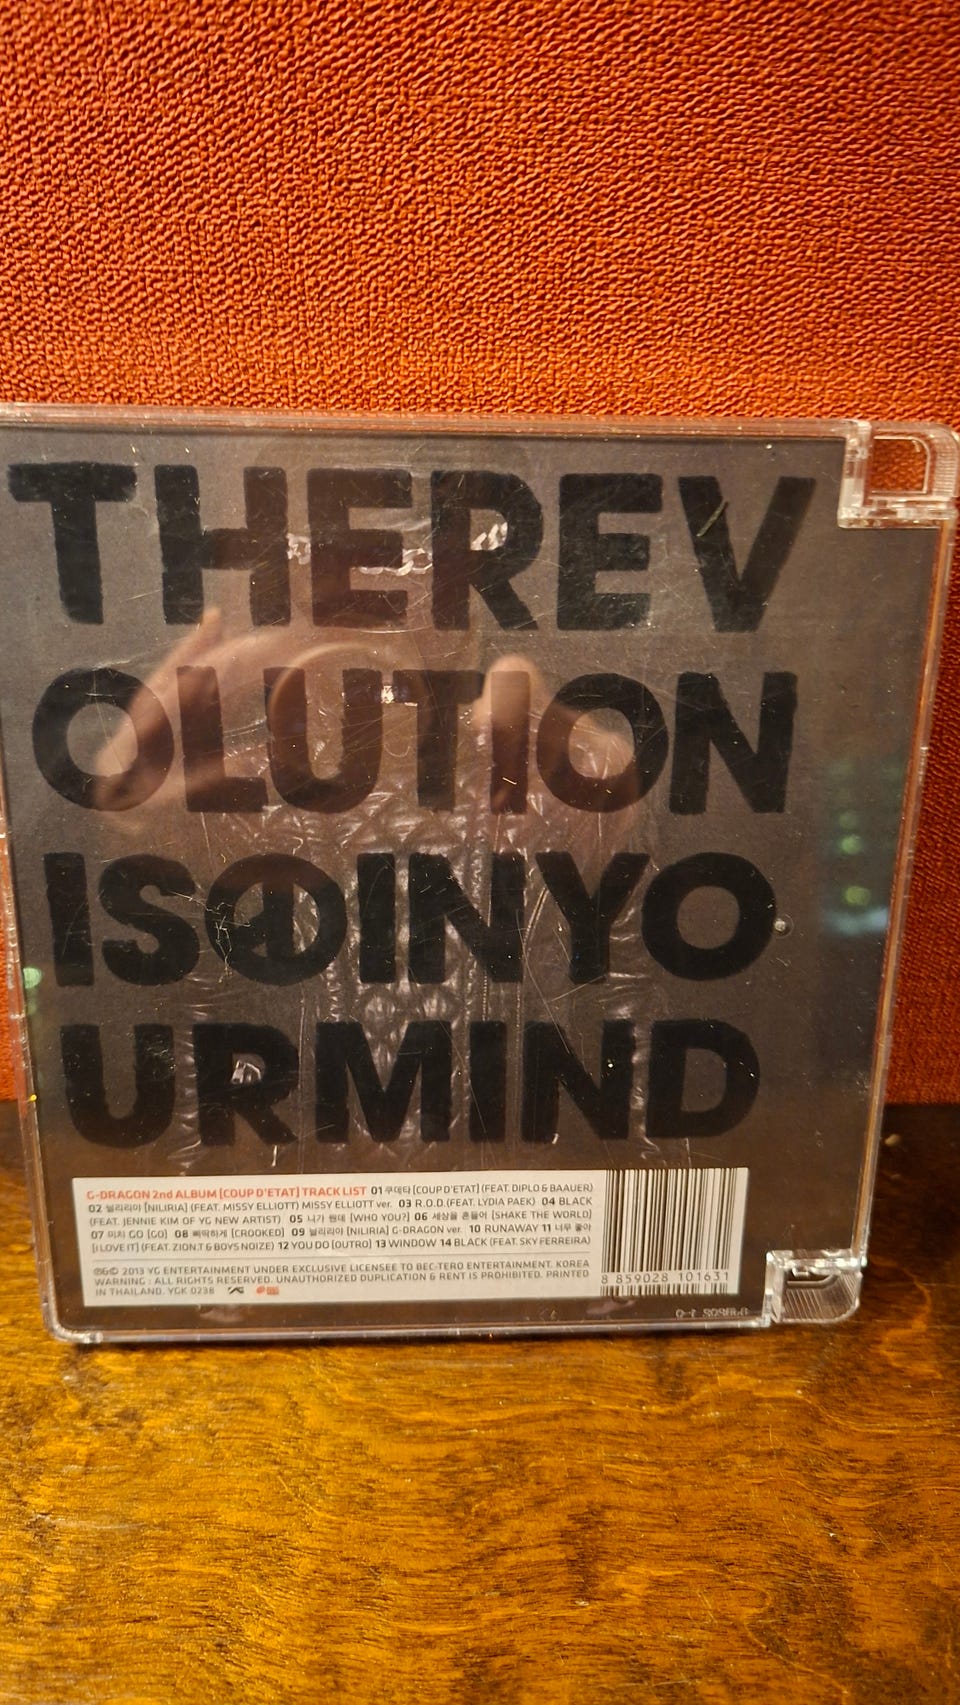 THEREV
OLUTION
ISINYO
URMIND
G-DRAGON 2nd ALBUM [COUP D'ETAT] TRACK LIST 01 쿠데타 [COUP D'ETAT] (FEAT. DIPLO & BAAUER)
02 늴리리야 [NILIRIA] (FEAT. MISSY ELLIOTT) MISSY ELLIOTT ver. 03 R.O.D. (FEAT. LYDIA PAEK) 04 BLACK
(FEAT. JENNIE KIM OF YG NEW ARTIST) 05 니가 뭔데 [WHO YOU?] 06 세상을 흔들어 [SHAKE THE WORLD]
07 미치 GO [GO] 08 삐딱하게 [CROOKED] 09 늴리리야 [NILIRIA] G-DRAGON ver. 10 RUNAWAY 11 너무 좋아
[I LOVE IT] (FEAT. ZION.T & BOYS NOIZE) 12 YOU DO [OUTRO] 13 WINDOW 14 BLACK (FEAT. SKY FERREIRA)
℗&© 2013 YG ENTERTAINMENT UNDER EXCLUSIVE LICENSEE TO BEC-TERO ENTERTAINMENT. KOREA
WARNING : ALL RIGHTS RESERVED. UNAUTHORIZED DUPLICATION & RENT IS PROHIBITED. PRINTED
IN THAILAND. YGK 0238
8 859028 101631